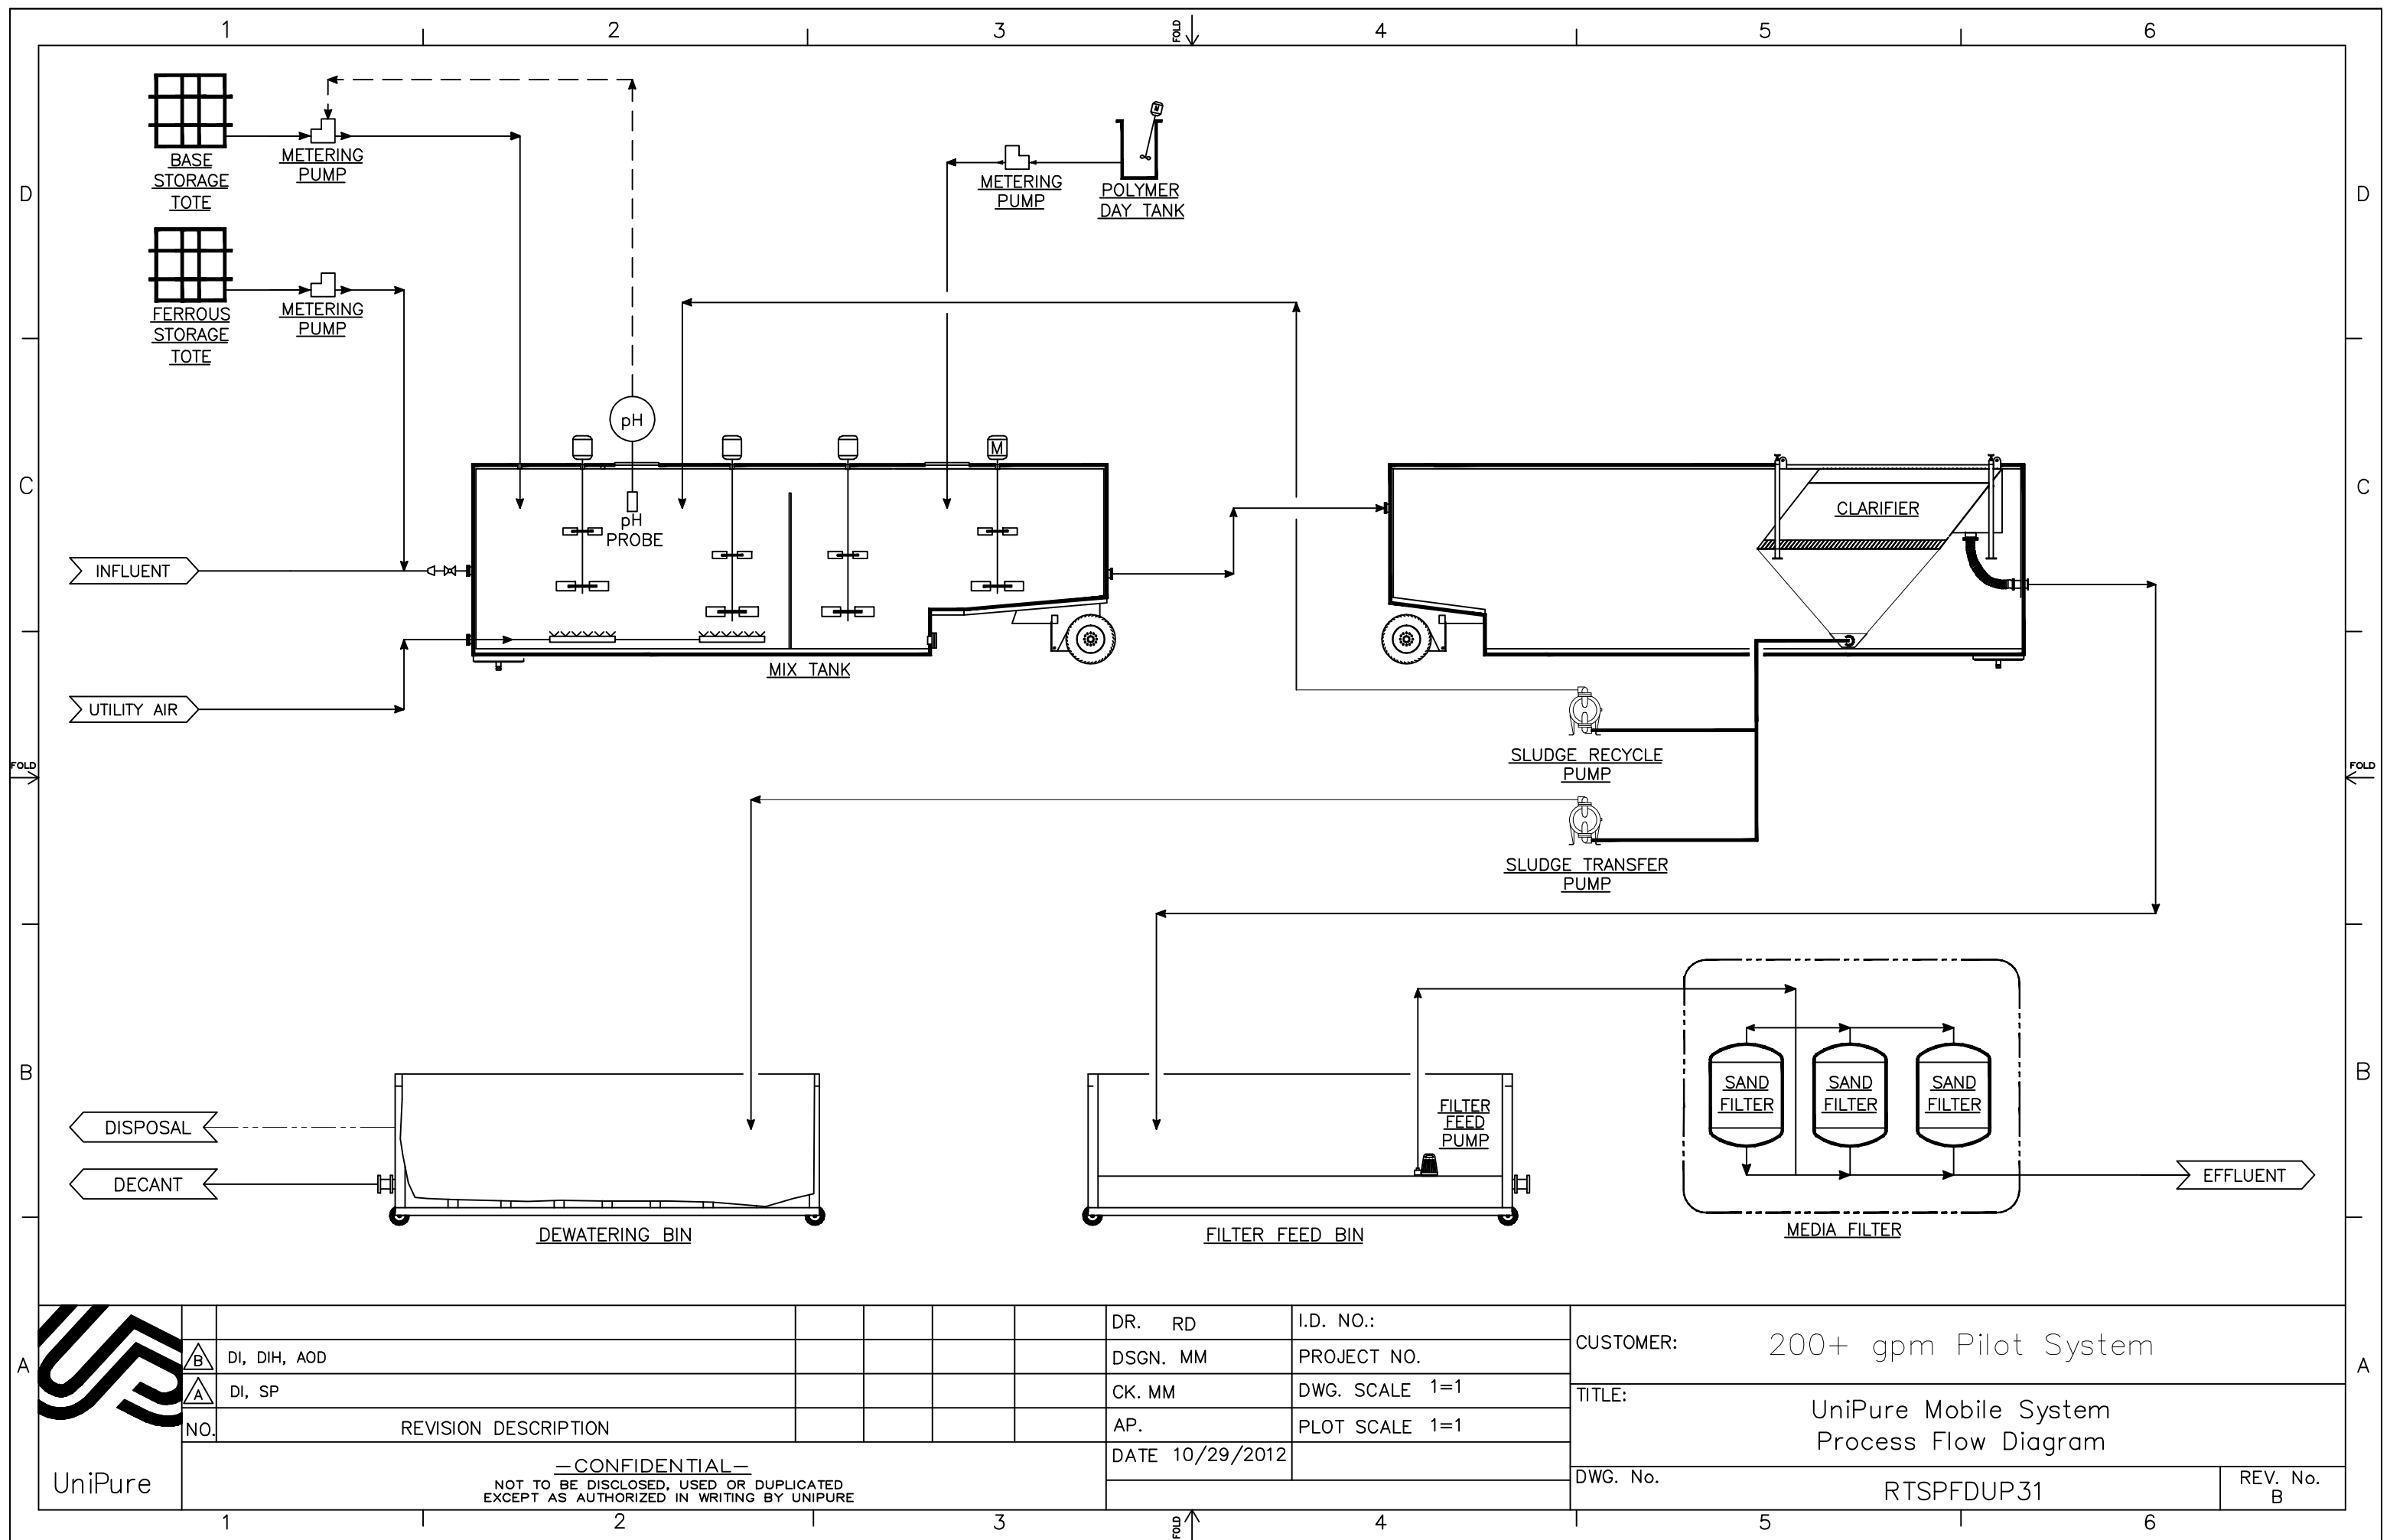 1 2 3 FOLD 4 5 6
BASE
STORAGE
TOTE
METERING
PUMP
METERING
PUMP
POLYMER
DAY TANK
M
D
D
FERROUS
STORAGE
TOTE
METERING
PUMP
pH
M
C
C
pH
PROBE
CLARIFIER
INFLUENT
MIX TANK
UTILITY AIR
SLUDGE RECYCLE
PUMP
FOLD
FOLD
SLUDGE TRANSFER
PUMP
B
B
SAND
FILTER
SAND
FILTER
SAND
FILTER
FILTER
FEED
PUMP
DISPOSAL
DECANT
EFFLUENT
DEWATERING BIN
FILTER FEED BIN
MEDIA FILTER
A
A
UniPure
B DI, DIH, AOD
A DI, SP
NO. REVISION DESCRIPTION
—CONFIDENTIAL—
NOT TO BE DISCLOSED, USED OR DUPLICATED
EXCEPT AS AUTHORIZED IN WRITING BY UNIPURE
DR. RD
DSGN. MM
CK. MM
AP.
DATE 10/29/2012
I.D. NO.:
PROJECT NO.
DWG. SCALE 1=1
PLOT SCALE 1=1
CUSTOMER: 200+ gpm Pilot System
TITLE:
UniPure Mobile System
Process Flow Diagram
DWG. No. RTSPFDUP31
REV. No.
B
1 2 3 FOLD 4 5 6